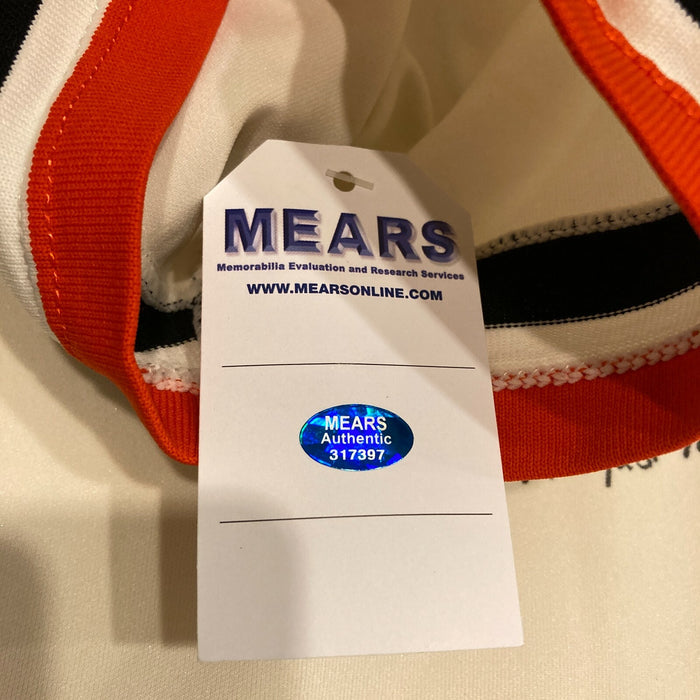 MEARS
Memorabilia Evaluation and Research Services
WWW.MEARSONLINE.COM
MEARS
Authentic
317397